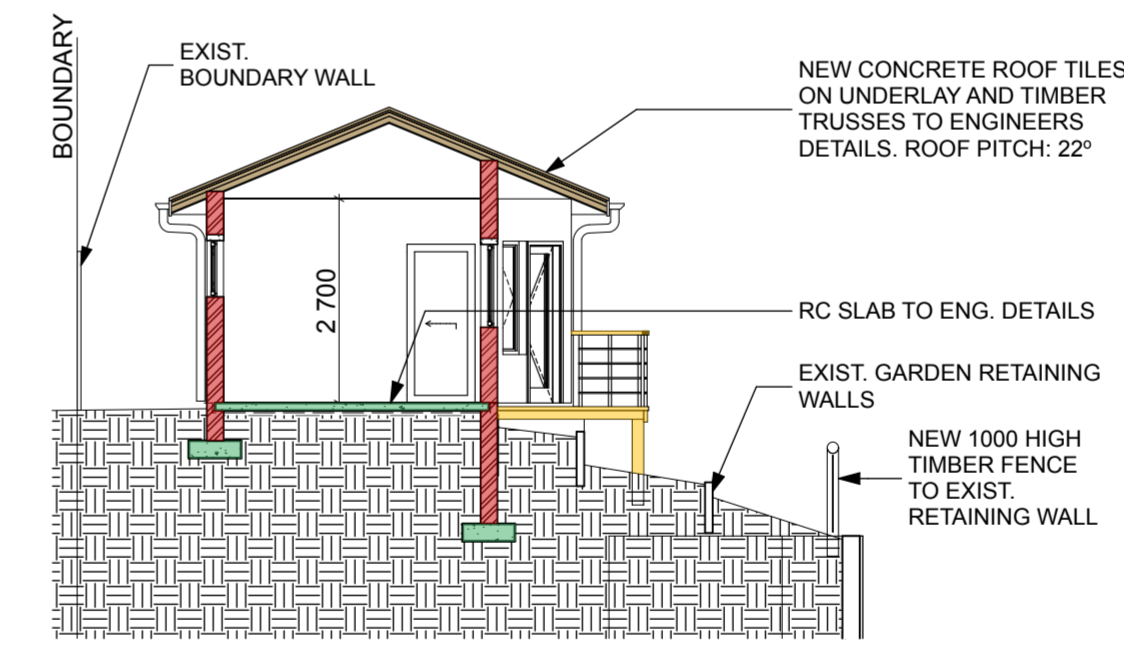 BOUNDARY
EXIST.
BOUNDARY WALL
NEW CONCRETE ROOF TILES
ON UNDERLAY AND TIMBER
TRUSSES TO ENGINEERS
DETAILS. ROOF PITCH: 22º
2 700
RC SLAB TO ENG. DETAILS
EXIST. GARDEN RETAINING
WALLS
NEW 1000 HIGH
TIMBER FENCE
TO EXIST.
RETAINING WALL